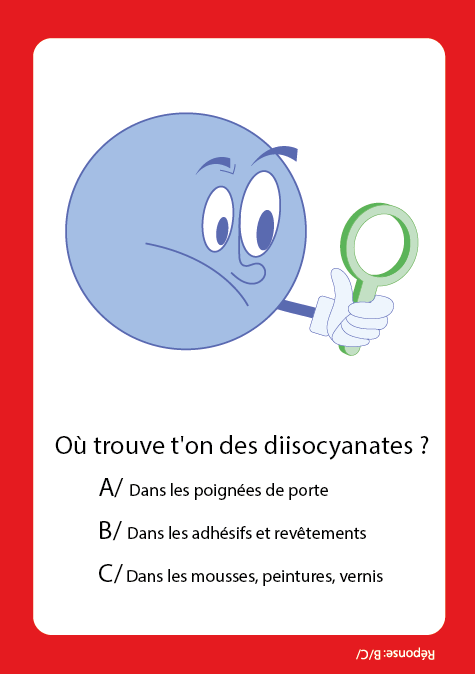 Où trouve t'on des diisocyanates ?
A/ Dans les poignées de porte
B/ Dans les adhésifs et revêtements
C/ Dans les mousses, peintures, vernis
Réponse: B/C/